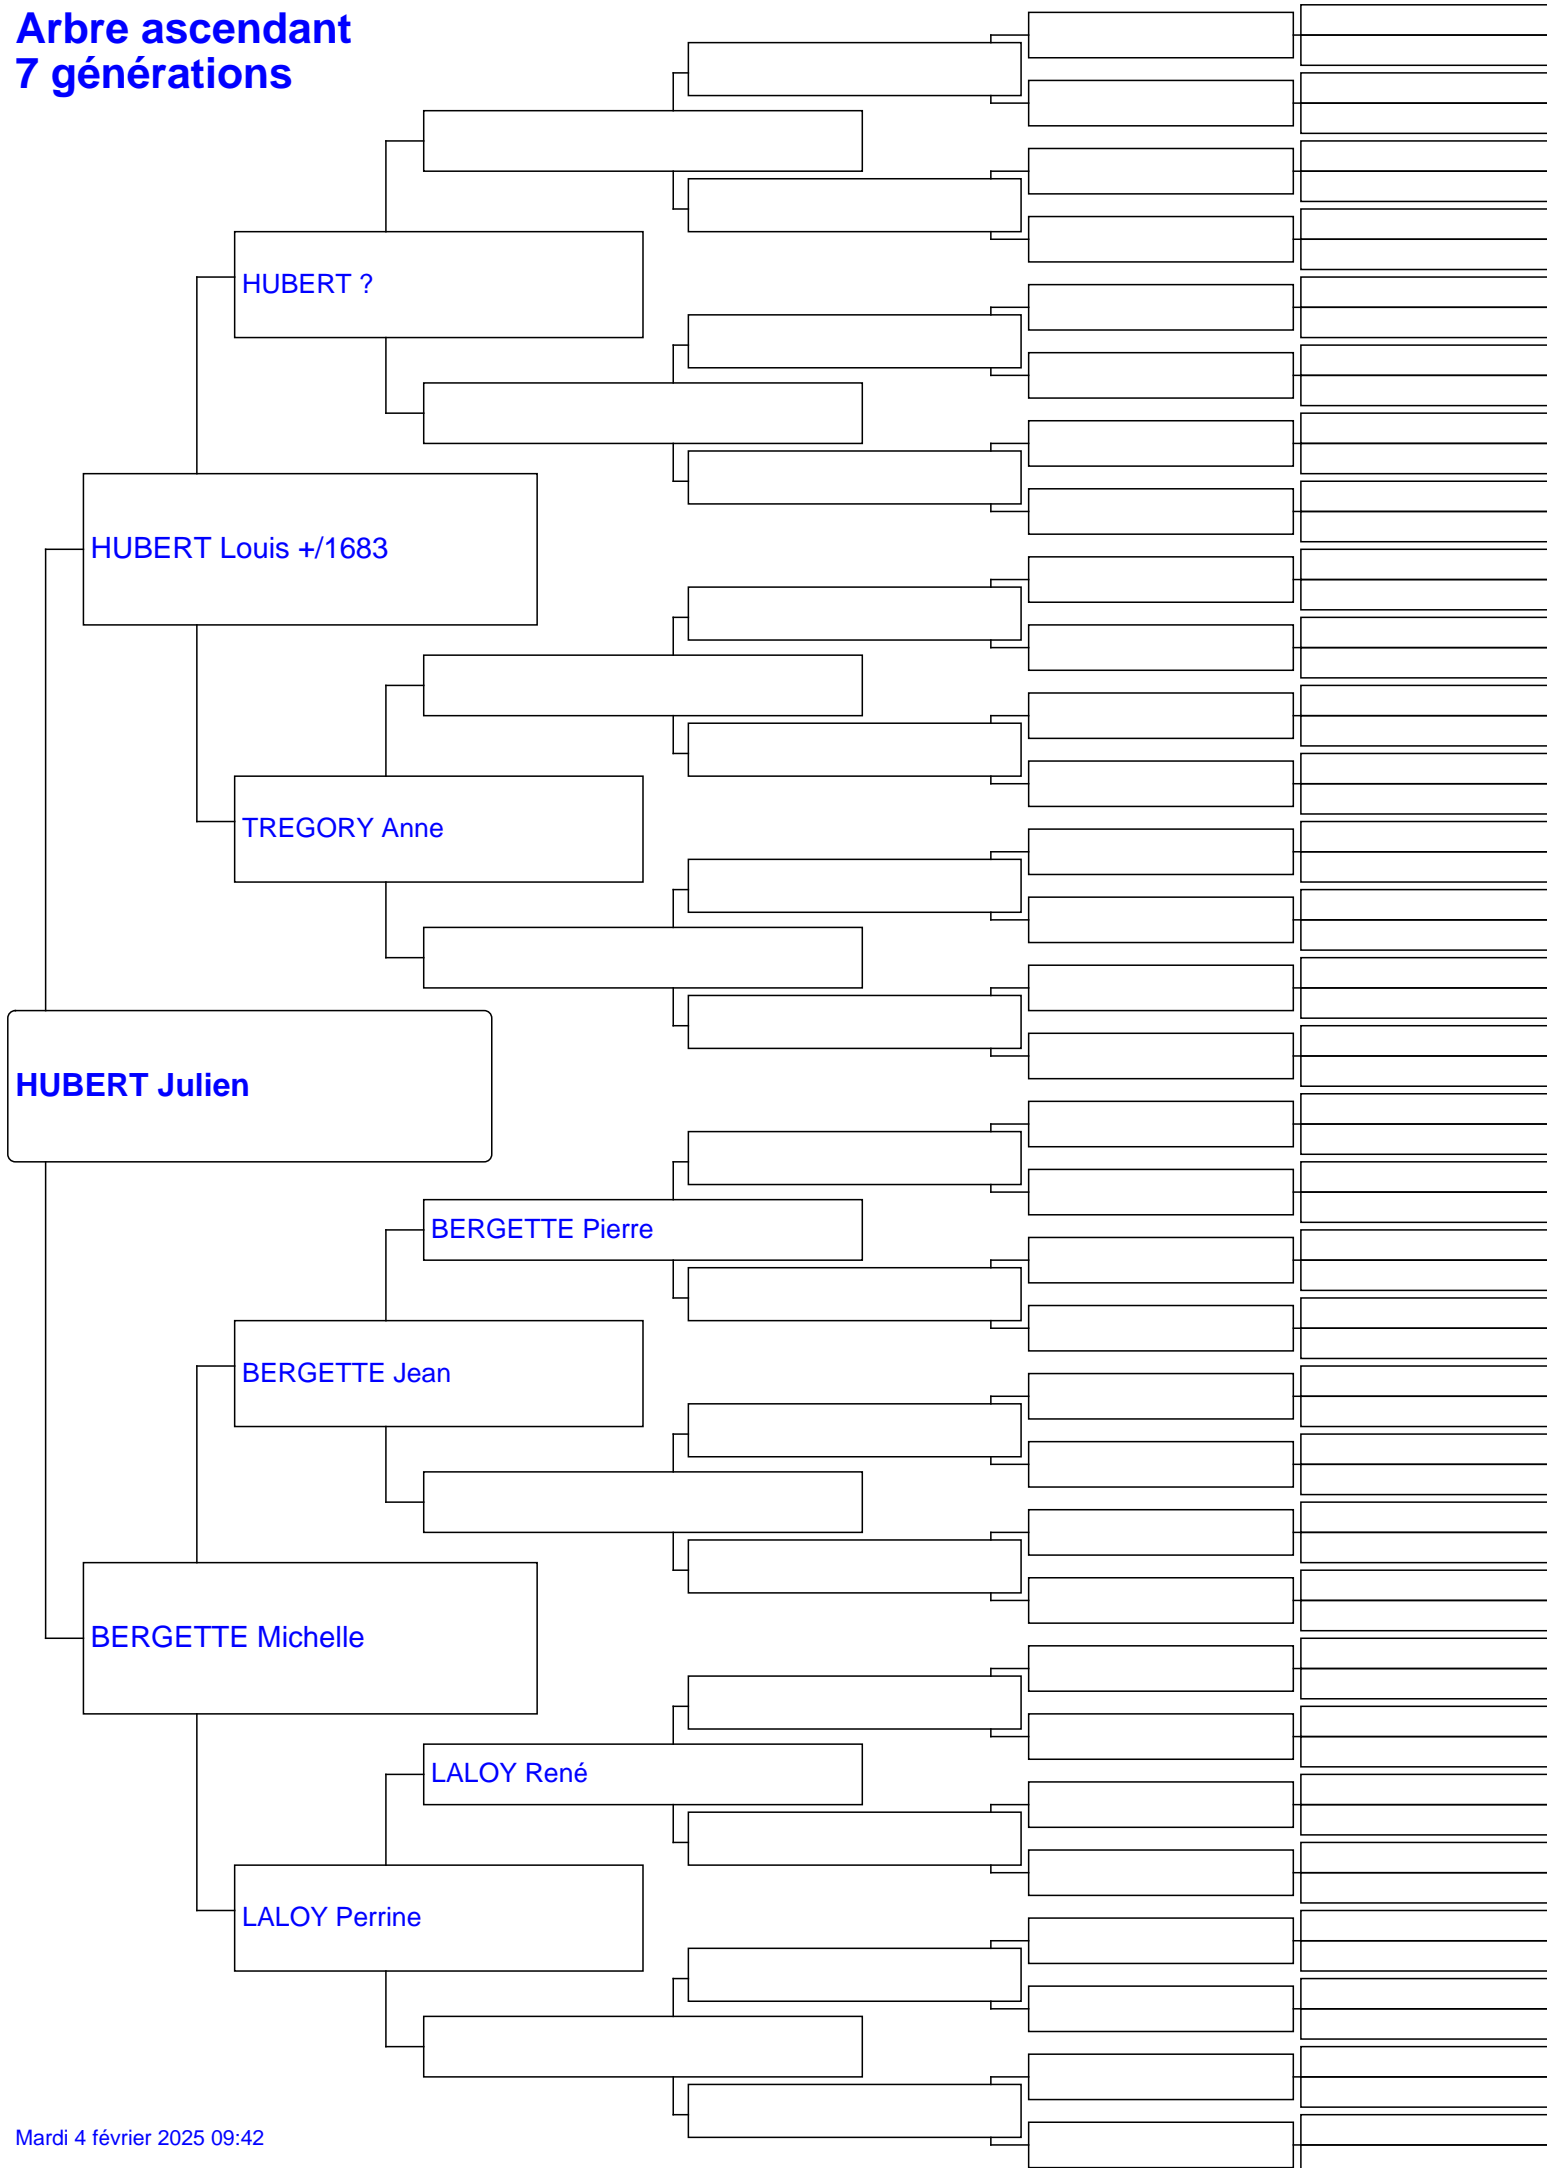 Arbre ascendant
7 générations
HUBERT ?
HUBERT Louis +/1683
TREGORY Anne
HUBERT Julien
BERGETTE Pierre
BERGETTE Jean
BERGETTE Michelle
LALOY René
LALOY Perrine
Mardi 4 février 2025 09:42